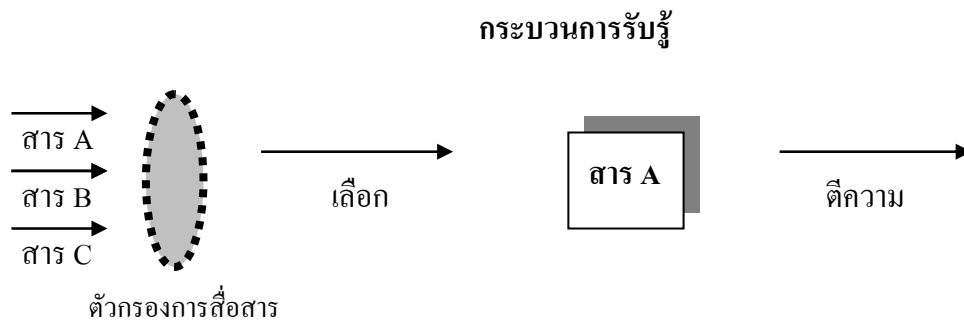 กระบวนการรับรู้
สาร A
สาร B
สาร C
เลือก
สาร A
ตีความ
ตัวกรองการสื่อสาร